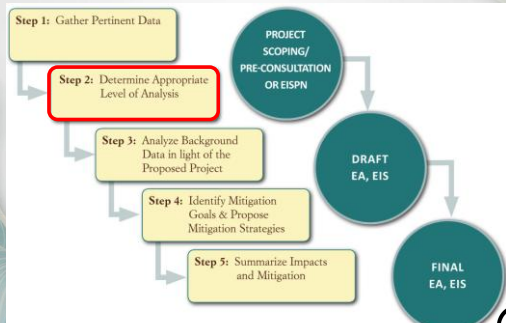 Step 1: Gather Pertinent Data
Step 2: Determine Appropriate
Level of Analysis
Step 3: Analyze Background
Data in light of the
Proposed Project
Step 4: Identify Mitigation
Goals & Propose
Mitigation Strategies
Step 5: Summarize Impacts
and Mitigation
PROJECT
SCOPING/
PRE-CONSULTATION
OR EISPN
DRAFT
EA, EIS
FINAL
EA, EIS